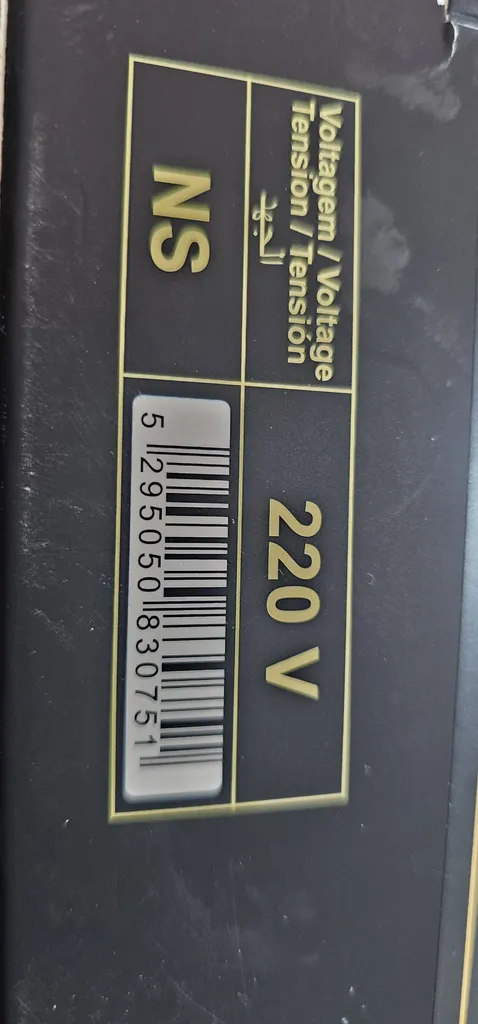 Voltagem / Voltage
Tension / Tensión
الجهد
220 V
NS
5 295050 830751